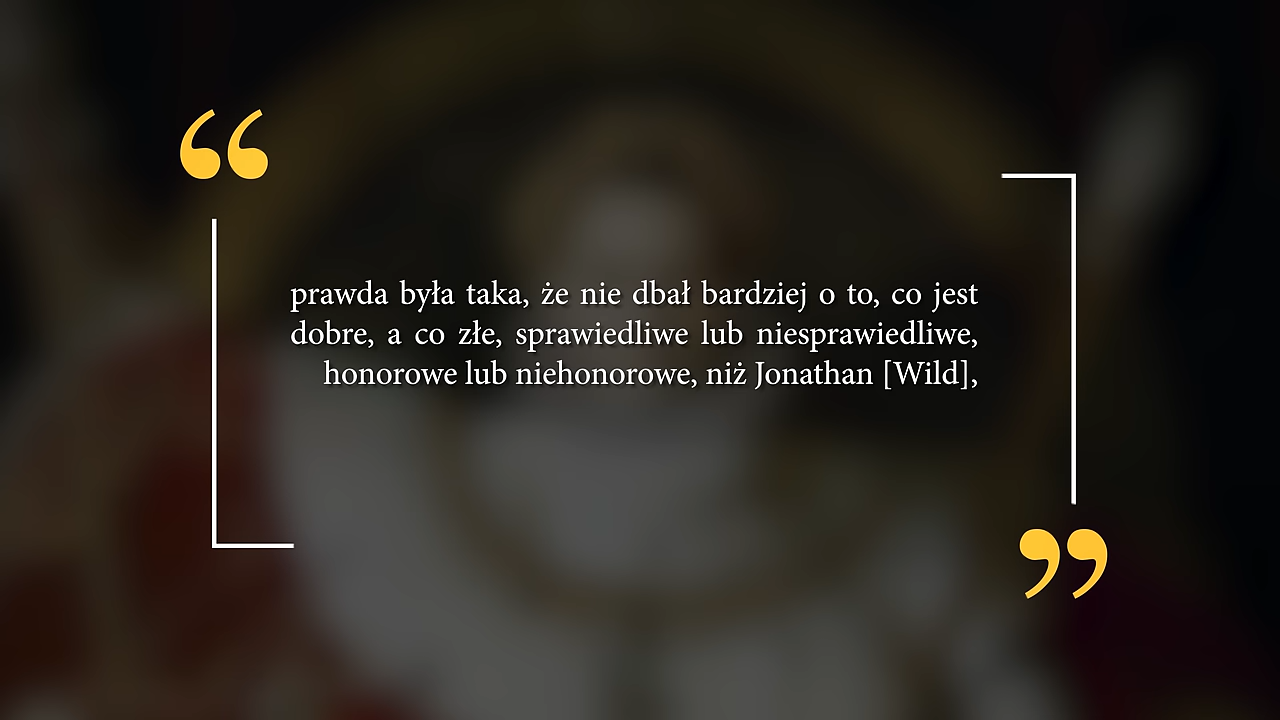 prawda była taka, że nie dbał bardziej o to, co jest
dobre, a co złe, sprawiedliwe lub niesprawiedliwe,
honorowe lub niehonorowe, niż Jonathan [Wild],